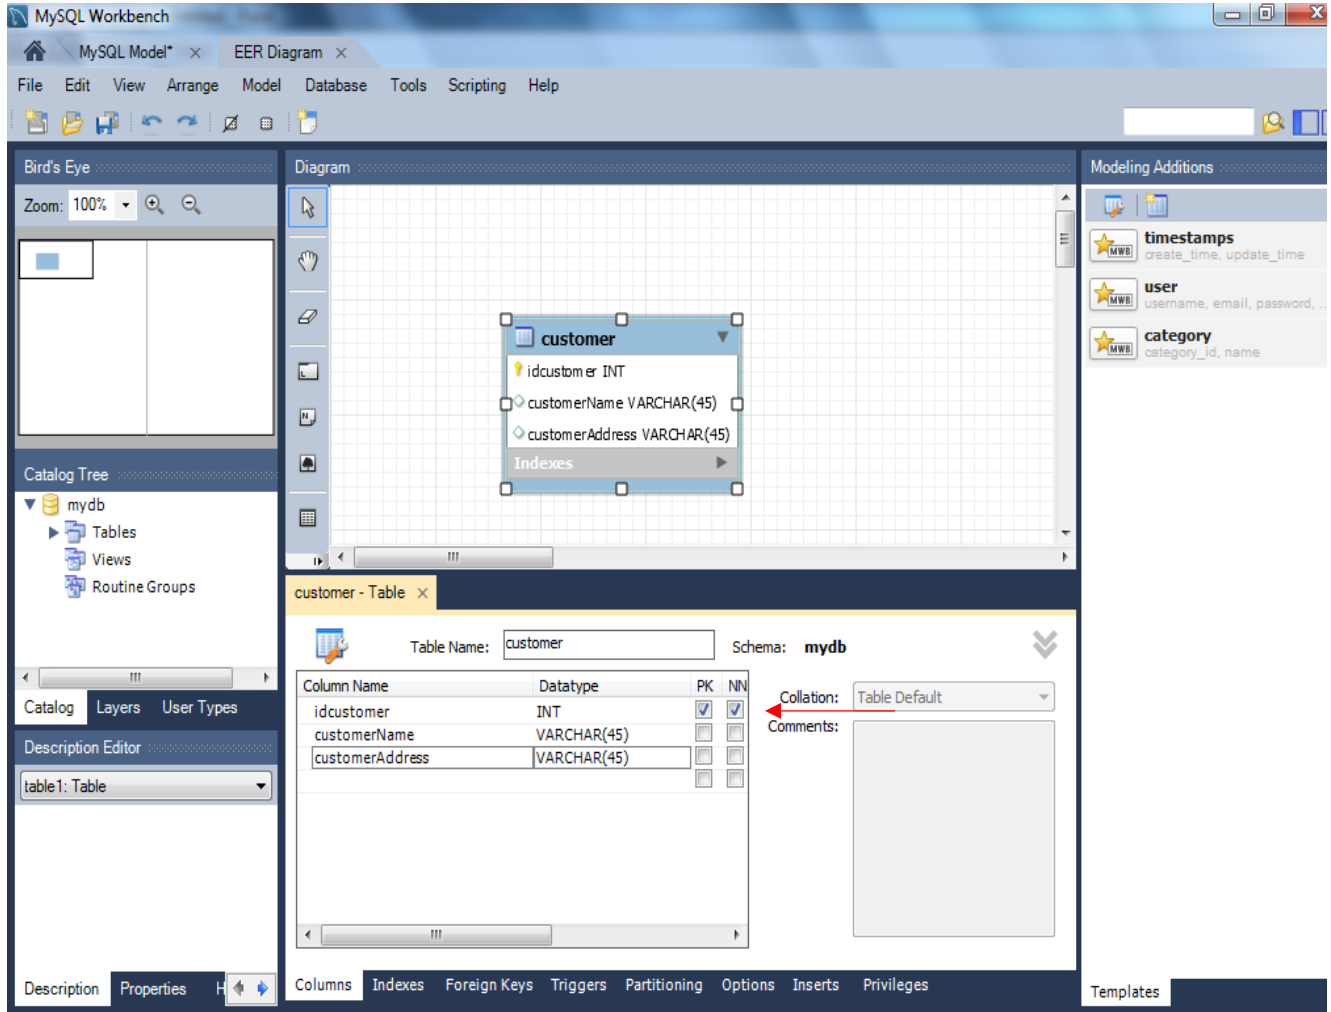 MySQL Workbench
MySQL Model* × EER Diagram ×
File Edit View Arrange Model Database Tools Scripting Help
Bird's Eye
Zoom: 100%
Diagram
customer
idcustomer INT
customerName VARCHAR(45)
customerAddress VARCHAR(45)
Indexes
Modeling Additions
MWB
timestamps
create_time, update_time
MWB
user
username, email, password, ...
MWB
category
category_id, name
Catalog Tree
mydb
Tables
Views
Routine Groups
Catalog Layers User Types
Description Editor
table1: Table
Description Properties H
customer - Table ×
Table Name: customer Schema: mydb
Column Name Datatype PK NN
idcustomer INT
customerName VARCHAR(45)
customerAddress VARCHAR(45)
Collation: Table Default
Comments:
Columns Indexes Foreign Keys Triggers Partitioning Options Inserts Privileges
Templates